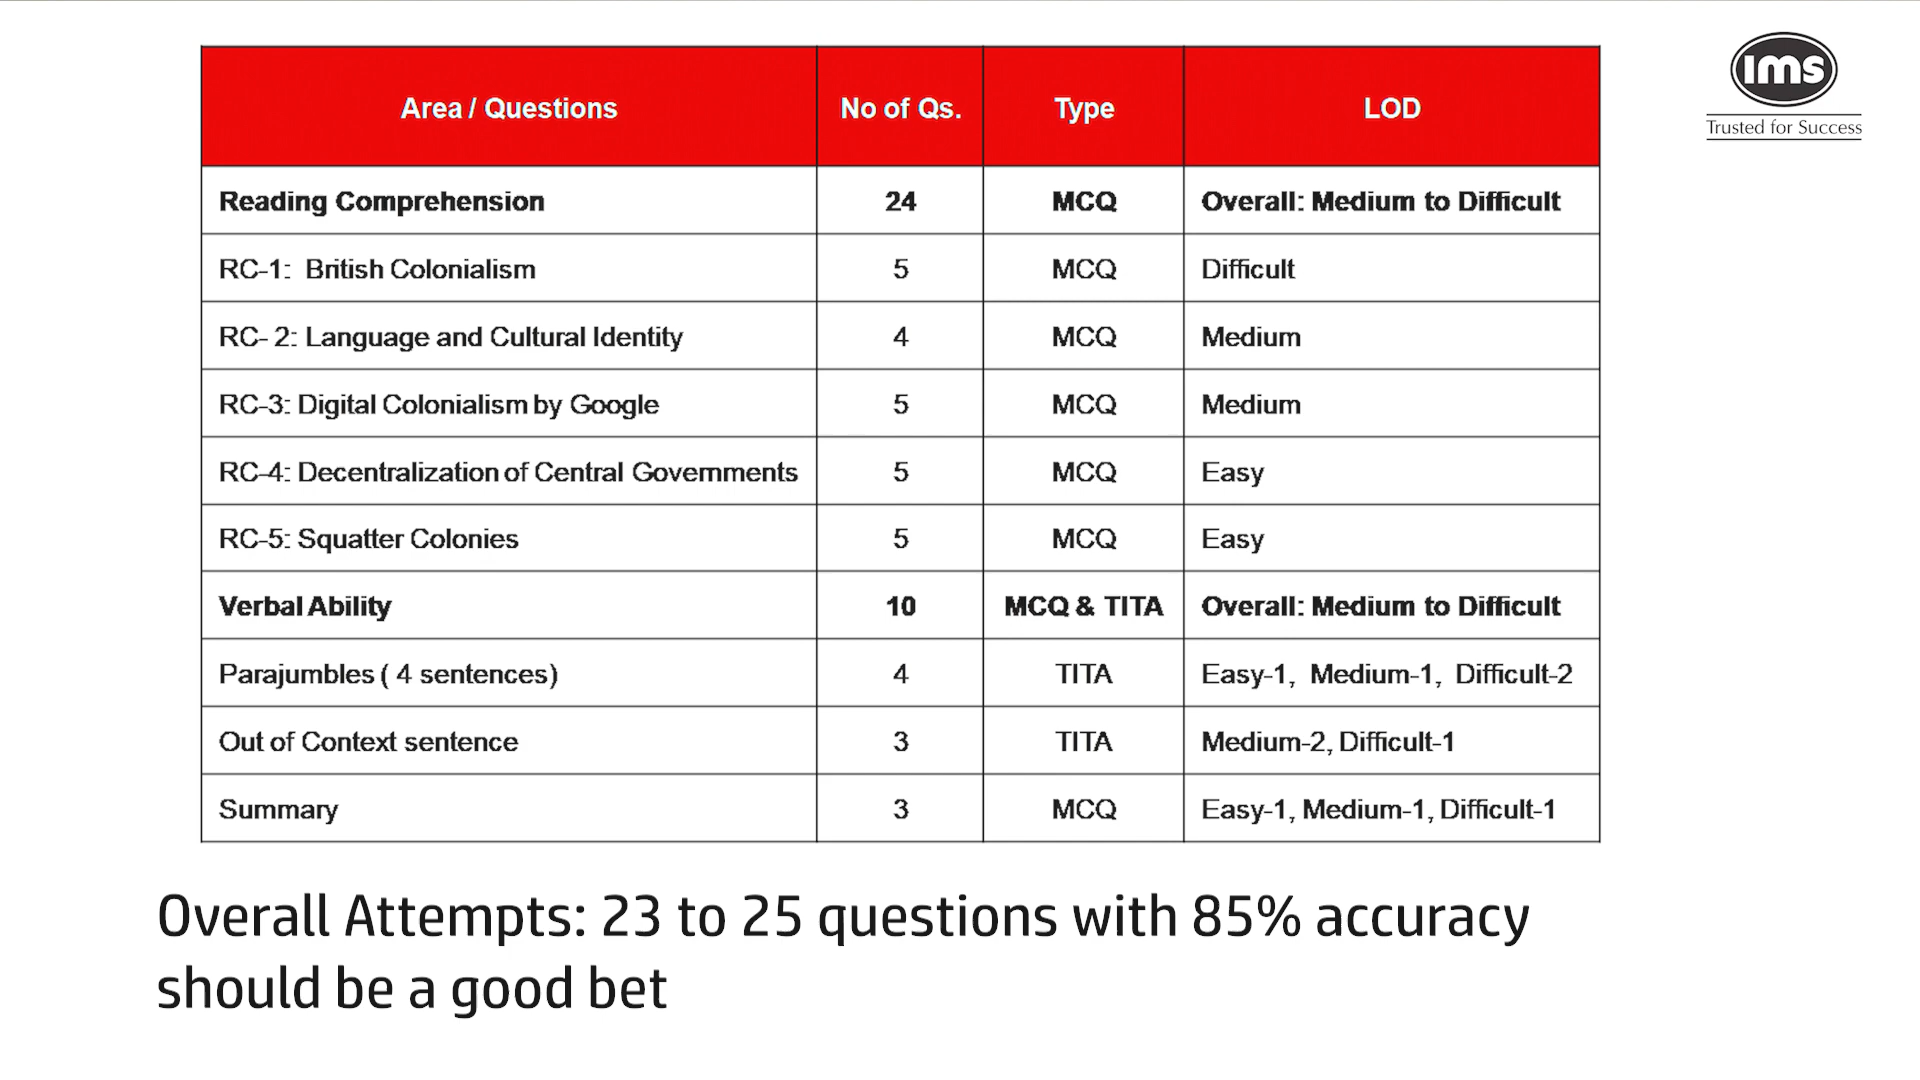 ims
Trusted for Success
Area / Questions No of Qs. Type LOD
Reading Comprehension 24 MCQ Overall: Medium to Difficult
RC-1: British Colonialism 5 MCQ Difficult
RC- 2: Language and Cultural Identity 4 MCQ Medium
RC-3: Digital Colonialism by Google 5 MCQ Medium
RC-4: Decentralization of Central Governments 5 MCQ Easy
RC-5: Squatter Colonies 5 MCQ Easy
Verbal Ability 10 MCQ & TITA Overall: Medium to Difficult
Parajumbles ( 4 sentences) 4 TITA Easy-1, Medium-1, Difficult-2
Out of Context sentence 3 TITA Medium-2, Difficult-1
Summary 3 MCQ Easy-1, Medium-1, Difficult-1
Overall Attempts: 23 to 25 questions with 85% accuracy
should be a good bet